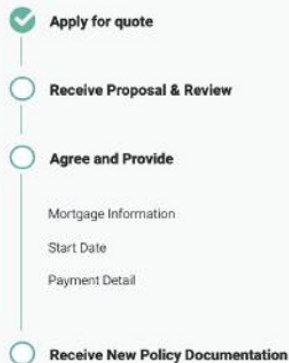 Apply for quote
Receive Proposal & Review
Agree and Provide
Mortgage Information
Start Date
Payment Detail
Receive New Policy Documentation